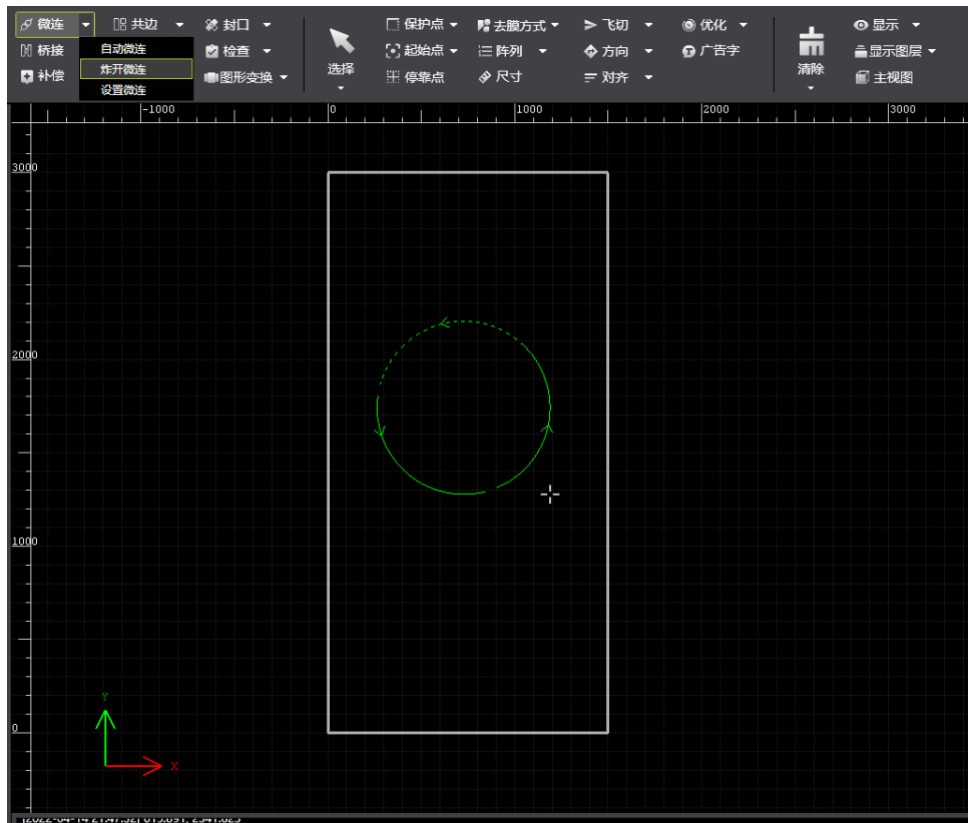 微连 共边 封口 保护点 去膜方式 飞切 优化 显示
桥接 自动微连 检查 起始点 阵列 方向 广告字 显示图层
补偿 炸开微连 图形变换 选择 停靠点 尺寸 对齐 清除 主视图
设置微连
-1000 0 1000 2000 3000
3000
2000
1000
0
Y
X